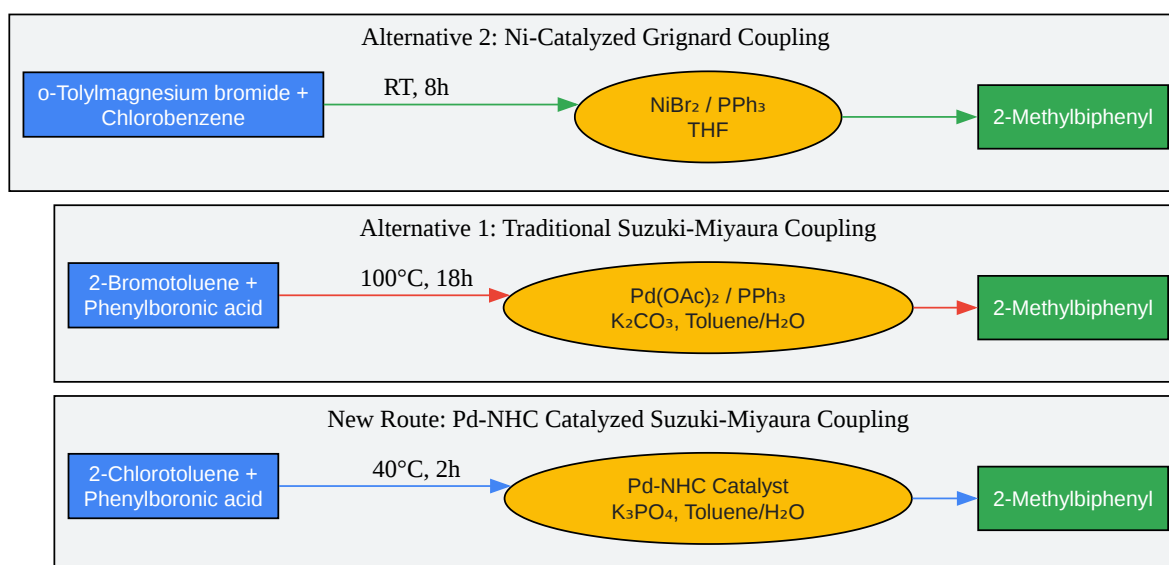 Alternative 2: Ni-Catalyzed Grignard Coupling
o-Tolylmagnesium bromide +
Chlorobenzene
RT, 8h
NiBr₂ / PPh₃
THF
2-Methylbiphenyl
Alternative 1: Traditional Suzuki-Miyaura Coupling
2-Bromotoluene +
Phenylboronic acid
100°C, 18h
Pd(OAc)₂ / PPh₃
K₂CO₃, Toluene/H₂O
2-Methylbiphenyl
New Route: Pd-NHC Catalyzed Suzuki-Miyaura Coupling
2-Chlorotoluene +
Phenylboronic acid
40°C, 2h
Pd-NHC Catalyst
K₃PO₄, Toluene/H₂O
2-Methylbiphenyl